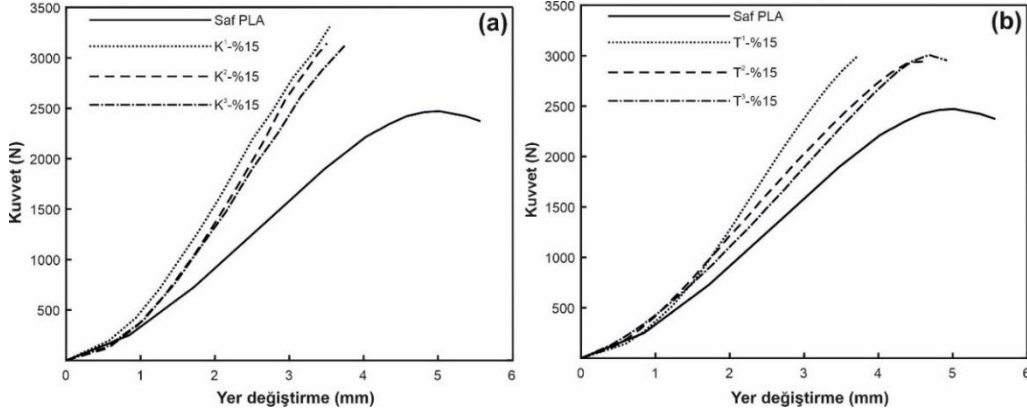 (a)
Saf PLA
K¹-%15
K²-%15
K³-%15
Kuvvet (N)
3500
3000
2500
2000
1500
1000
500
0
1
2
3
4
5
6
Yer değiştirme (mm)
(b)
Saf PLA
T¹-%15
T²-%15
T³-%15
Kuvvet (N)
3500
3000
2500
2000
1500
1000
500
0
1
2
3
4
5
6
Yer değiştirme (mm)